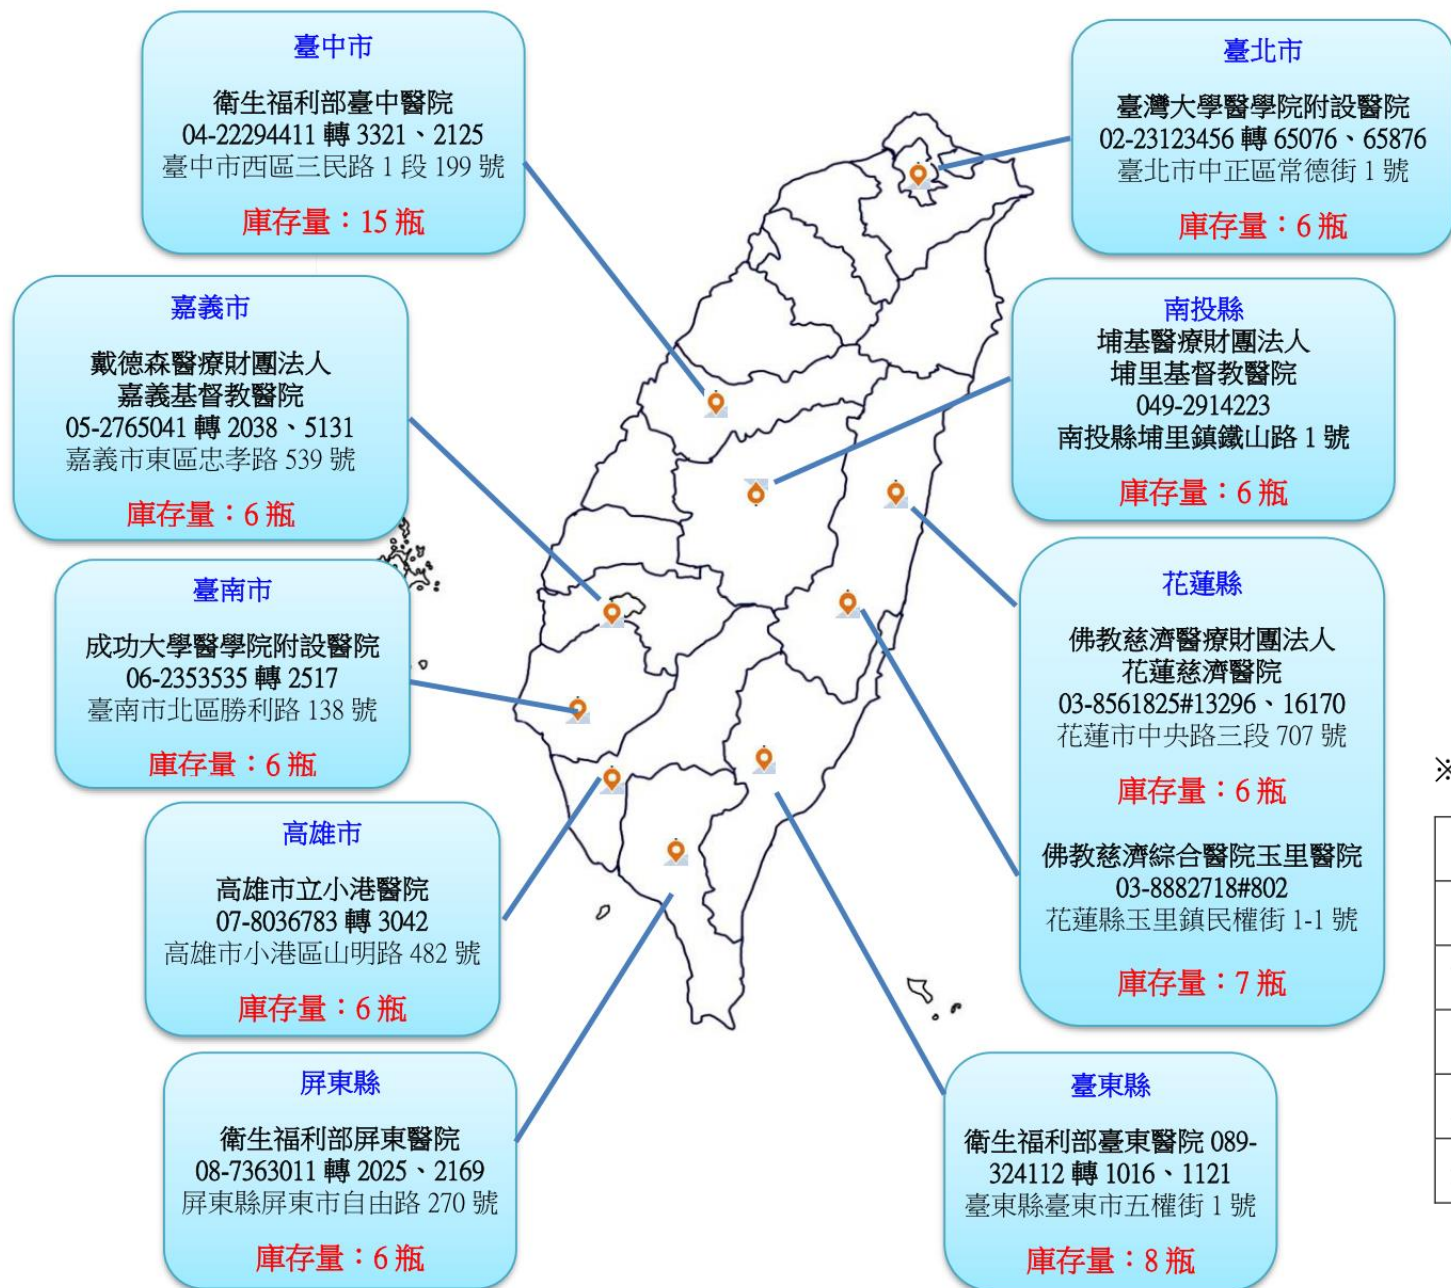 臺中市
衛生福利部臺中醫院
04-22294411 轉 3321、2125
臺中市西區三民路 1 段 199 號
庫存量：15 瓶
臺北市
臺灣大學醫學院附設醫院
02-23123456 轉 65076、65876
臺北市中正區常德街 1 號
庫存量：6 瓶
嘉義市
戴德森醫療財團法人
嘉義基督教醫院
05-2765041 轉 2038、5131
嘉義市東區忠孝路 539 號
庫存量：6 瓶
南投縣
埔基醫療財團法人
埔里基督教醫院
049-2914223
南投縣埔里鎮鐵山路 1 號
庫存量：6 瓶
臺南市
成功大學醫學院附設醫院
06-2353535 轉 2517
臺南市北區勝利路 138 號
庫存量：6 瓶
花蓮縣
佛教慈濟醫療財團法人
花蓮慈濟醫院
03-8561825#13296、16170
花蓮市中央路三段 707 號
庫存量：6 瓶
佛教慈濟綜合醫院玉里醫院
03-8882718#802
花蓮縣玉里鎮民權街 1-1 號
庫存量：7 瓶
※
高雄市
高雄市立小港醫院
07-8036783 轉 3042
高雄市小港區山明路 482 號
庫存量：6 瓶
屏東縣
衛生福利部屏東醫院
08-7363011 轉 2025、2169
屏東縣屏東市自由路 270 號
庫存量：6 瓶
臺東縣
衛生福利部臺東醫院 089-
324112 轉 1016、1121
臺東縣臺東市五權街 1 號
庫存量：8 瓶